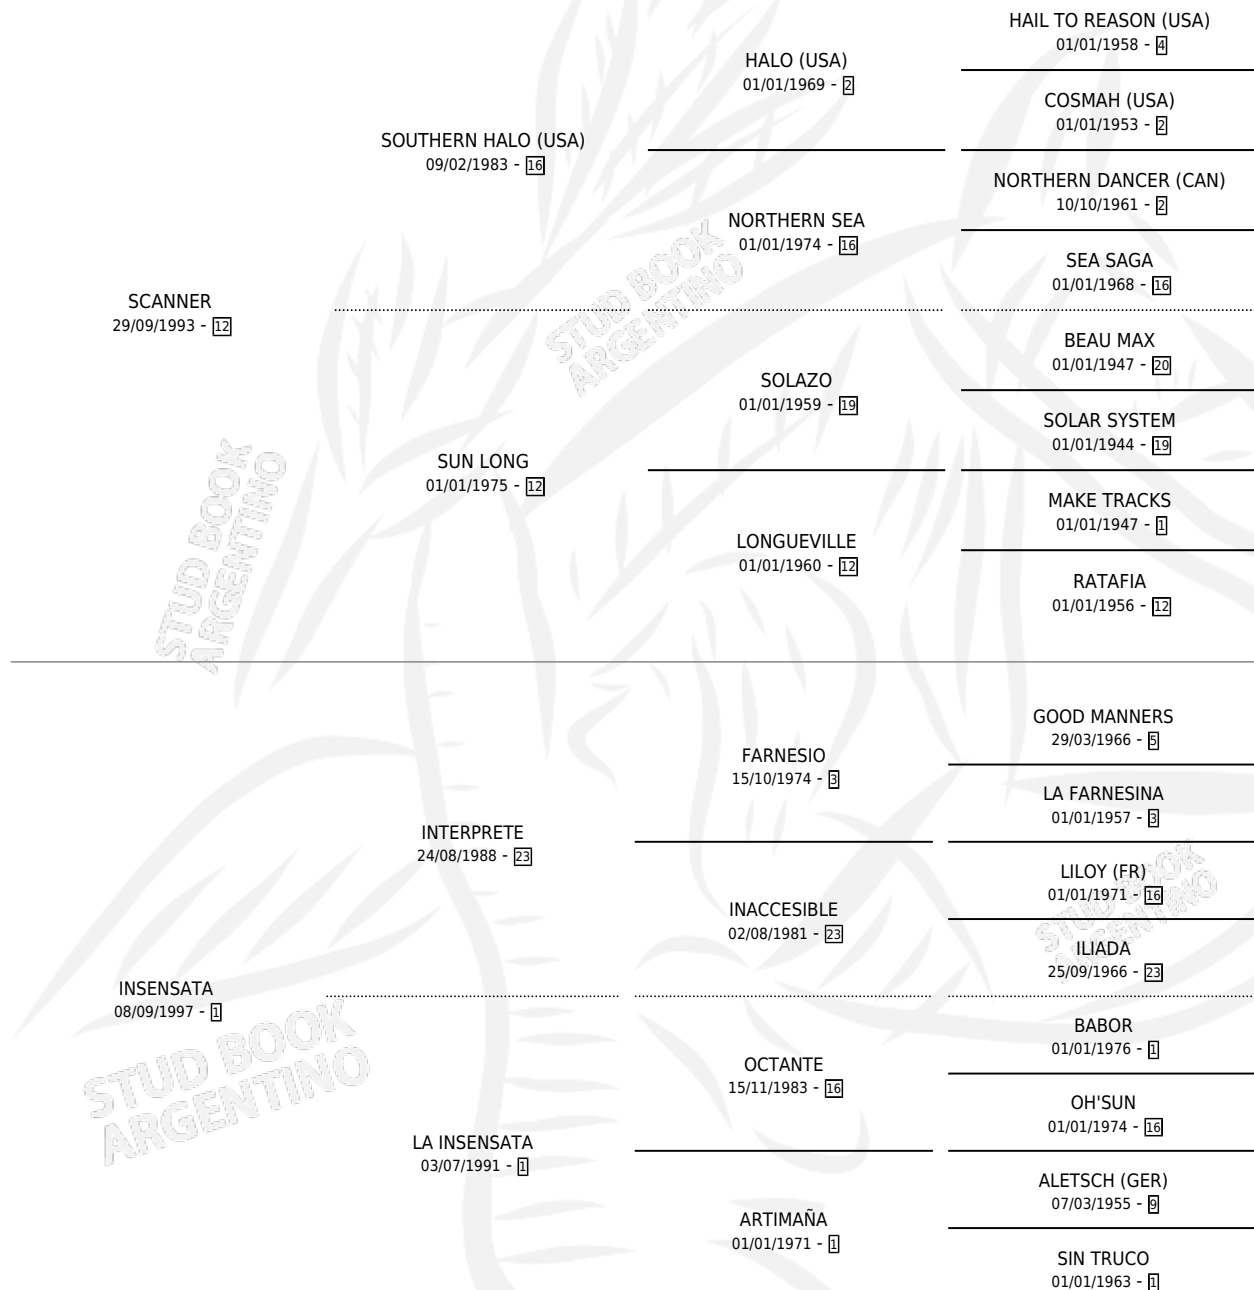 HAIL TO REASON (USA)
01/01/1958 - 4
HALO (USA)
01/01/1969 - 2
COSMAH (USA)
01/01/1953 - 2
SOUTHERN HALO (USA)
09/02/1983 - 16
NORTHERN DANCER (CAN)
10/10/1961 - 2
NORTHERN SEA
01/01/1974 - 16
SEA SAGA
01/01/1968 - 16
SCANNER
29/09/1993 - 12
STUD BOOK
ARGENTINO
BEAU MAX
01/01/1947 - 20
SOLAZO
01/01/1959 - 19
SOLAR SYSTEM
01/01/1944 - 19
SUN LONG
01/01/1975 - 12
MAKE TRACKS
01/01/1947 - 1
LONGUEVILLE
01/01/1960 - 12
RATAFIA
01/01/1956 - 12
STUD BOOK
ARGENTINO
GOOD MANNERS
29/03/1966 - 5
FARNESIO
15/10/1974 - 3
LA FARNESINA
01/01/1957 - 3
INTERPRETE
24/08/1988 - 23
LILOY (FR)
01/01/1971 - 16
INACCESIBLE
02/08/1981 - 23
STUD BOOK
ARGENTINO
ILIADA
25/09/1966 - 23
INSENSATA
08/09/1997 - 1
STUD BOOK
ARGENTINO
BABOR
01/01/1976 - 1
OCTANTE
15/11/1983 - 16
OH'SUN
01/01/1974 - 16
LA INSENSATA
03/07/1991 - 1
ALETSCH (GER)
07/03/1955 - 9
ARTIMAÑA
01/01/1971 - 1
SIN TRUCO
01/01/1963 - 1